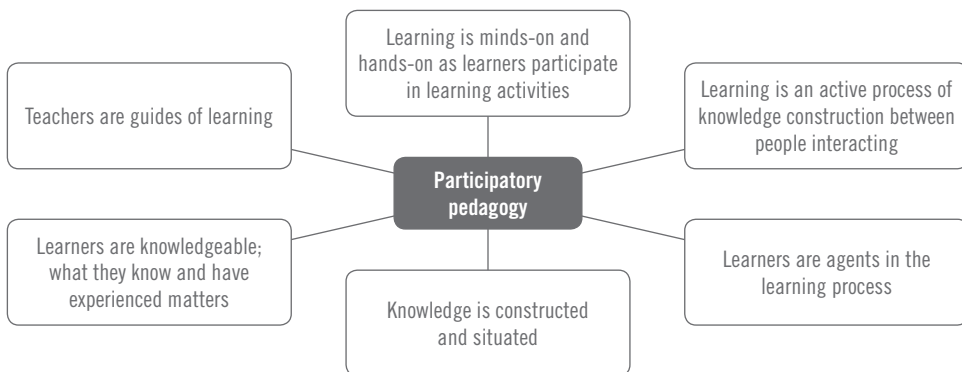 Learning is minds-on and
hands-on as learners participate
in learning activities
Teachers are guides of learning
Learning is an active process of
knowledge construction between
people interacting
Participatory
pedagogy
Learners are knowledgeable;
what they know and have
experienced matters
Learners are agents in the
learning process
Knowledge is constructed
and situated